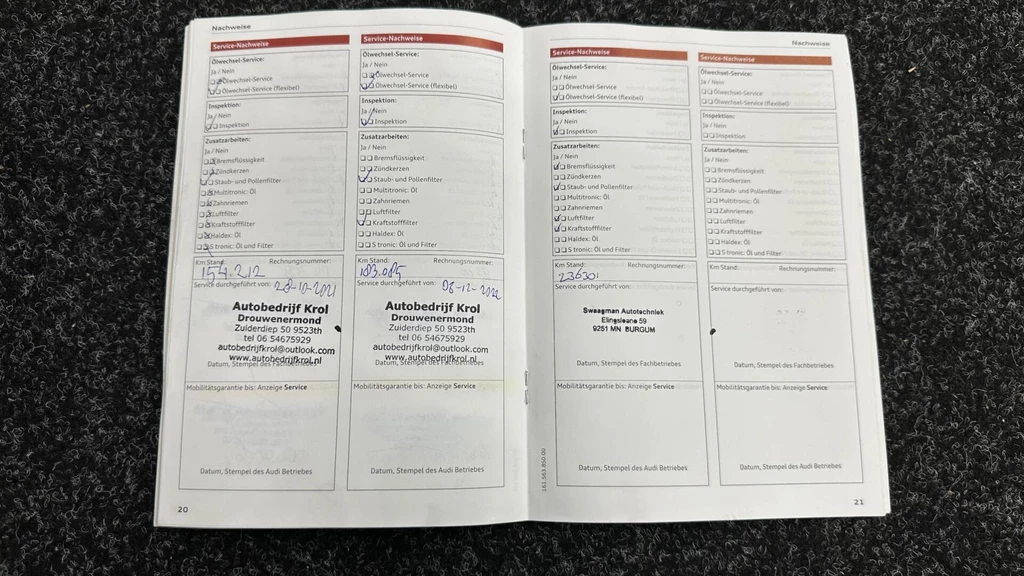 Nachweise
Service-Nachweise
Ölwechsel-Service:
Ja / Nein
Ölwechsel-Service
Ölwechsel-Service (flexibel)
Inspektion:
Ja / Nein
Inspektion
Zusatzarbeiten:
Ja / Nein
Bremsflüssigkeit
Zündkerzen
Staub- und Pollenfilter
Multitronic: Öl
Zahnriemen
Luftfilter
Kraftstofffilter
Haldex: Öl
S tronic: Öl und Filter
Km Stand: Rechnungsnummer:
154.212
Service durchgeführt von: 28-10-2021
Autobedrijf Krol
Drouwenermond
Zuiderdiep 50 9523th
tel 06 54675929
autobedrijfkrol@outlook.com
www.autobedrijfkrol.nl
Datum, Stempel des Fachbetriebes
Mobilitätsgarantie bis: Anzeige Service
Datum, Stempel des Audi Betriebes
20
Service-Nachweise
Ölwechsel-Service:
Ja / Nein
Ölwechsel-Service
Ölwechsel-Service (flexibel)
Inspektion:
Ja / Nein
Inspektion
Zusatzarbeiten:
Ja / Nein
Bremsflüssigkeit
Zündkerzen
Staub- und Pollenfilter
Multitronic: Öl
Zahnriemen
Luftfilter
Kraftstofffilter
Haldex: Öl
S tronic: Öl und Filter
Km Stand: Rechnungsnummer:
183.085
Service durchgeführt von: 08-12-2022
Autobedrijf Krol
Drouwenermond
Zuiderdiep 50 9523th
tel 06 54675929
autobedrijfkrol@outlook.com
www.autobedrijfkrol.nl
Datum, Stempel des Fachbetriebes
Mobilitätsgarantie bis: Anzeige Service
Datum, Stempel des Audi Betriebes
Nachweise
Service-Nachweise
Ölwechsel-Service:
Ja / Nein
Ölwechsel-Service
Ölwechsel-Service (flexibel)
Inspektion:
Ja / Nein
Inspektion
Zusatzarbeiten:
Ja / Nein
Bremsflüssigkeit
Zündkerzen
Staub- und Pollenfilter
Multitronic: Öl
Zahnriemen
Luftfilter
Kraftstofffilter
Haldex: Öl
S tronic: Öl und Filter
Km Stand: Rechnungsnummer:
236301
Service durchgeführt von:
Swaagman Autotechniek
Elingsleane 59
9251 MN BURGUM
Datum, Stempel des Fachbetriebes
Mobilitätsgarantie bis: Anzeige Service
Datum, Stempel des Audi Betriebes
161.563.850.00
Service-Nachweise
Ölwechsel-Service:
Ja / Nein
Ölwechsel-Service
Ölwechsel-Service (flexibel)
Inspektion:
Ja / Nein
Inspektion
Zusatzarbeiten:
Ja / Nein
Bremsflüssigkeit
Zündkerzen
Staub- und Pollenfilter
Multitronic: Öl
Zahnriemen
Luftfilter
Kraftstofffilter
Haldex: Öl
S tronic: Öl und Filter
Km Stand: Rechnungsnummer:
Service durchgeführt von:
Datum, Stempel des Fachbetriebes
Mobilitätsgarantie bis: Anzeige Service
Datum, Stempel des Audi Betriebes
21